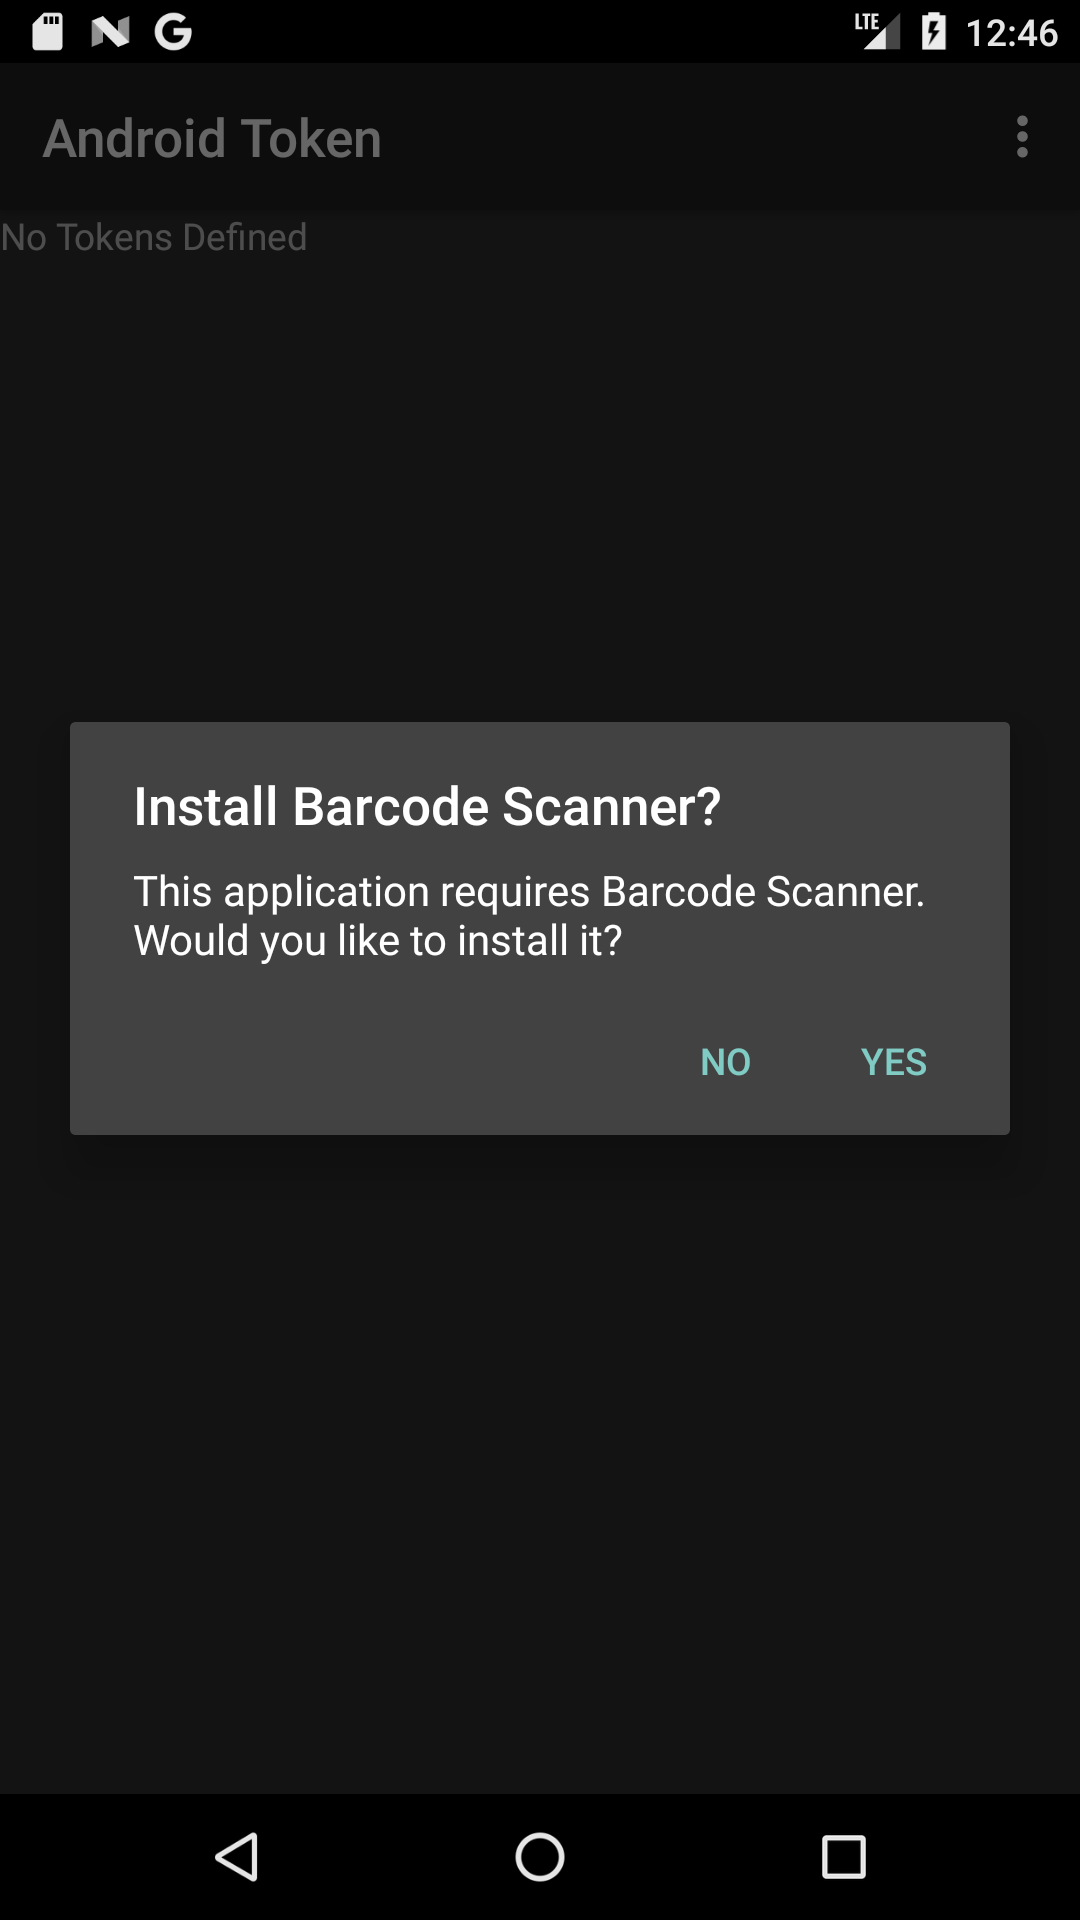 LTE 12:46
Android Token
No Tokens Defined
Install Barcode Scanner?
This application requires Barcode Scanner.
Would you like to install it?
NO YES